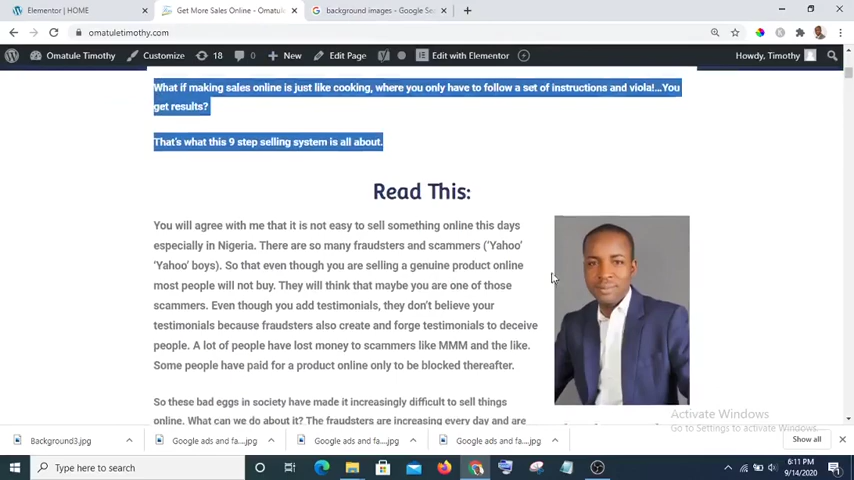 Elementor | HOME
Get More Sales Online - Omatule
background images - Google Se
omatuletimothy.com
Omatule Timothy
Customize
18
0
New
Edit Page
Edit with Elementor
Howdy, Timothy
What if making sales online is just like cooking, where you only have to follow a set of instructions and viola!...You
get results?
That's what this 9 step selling system is all about.
Read This:
You will agree with me that it is not easy to sell something online this days
especially in Nigeria. There are so many fraudsters and scammers ('Yahoo'
'Yahoo' boys). So that even though you are selling a genuine product online
most people will not buy. They will think that maybe you are one of those
scammers. Even though you add testimonials, they don't believe your
testimonials because fraudsters also create and forge testimonials to deceive
people. A lot of people have lost money to scammers like MMM and the like.
Some people have paid for a product online only to be blocked thereafter.
So these bad eggs in society have made it increasingly difficult to sell things
online. What can we do about it? The fraudsters are increasing every day and are
Activate Windows
Go to Settings to activate Windows.
Background3.jpg
Google ads and fa....jpg
Google ads and fa....jpg
Google ads and fa....jpg
Show all
Type here to search
6:11 PM
9/14/2020